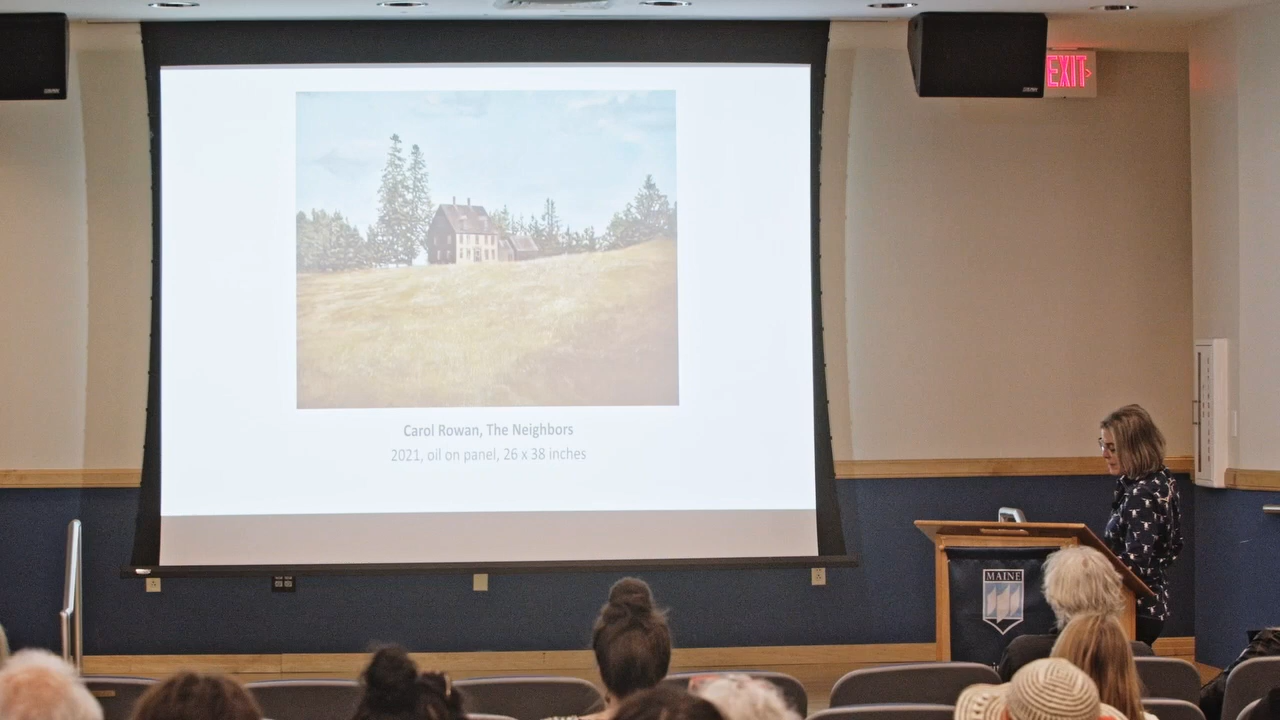 EXIT
Carol Rowan, The Neighbors
2021, oil on panel, 26 x 38 inches
MAINE